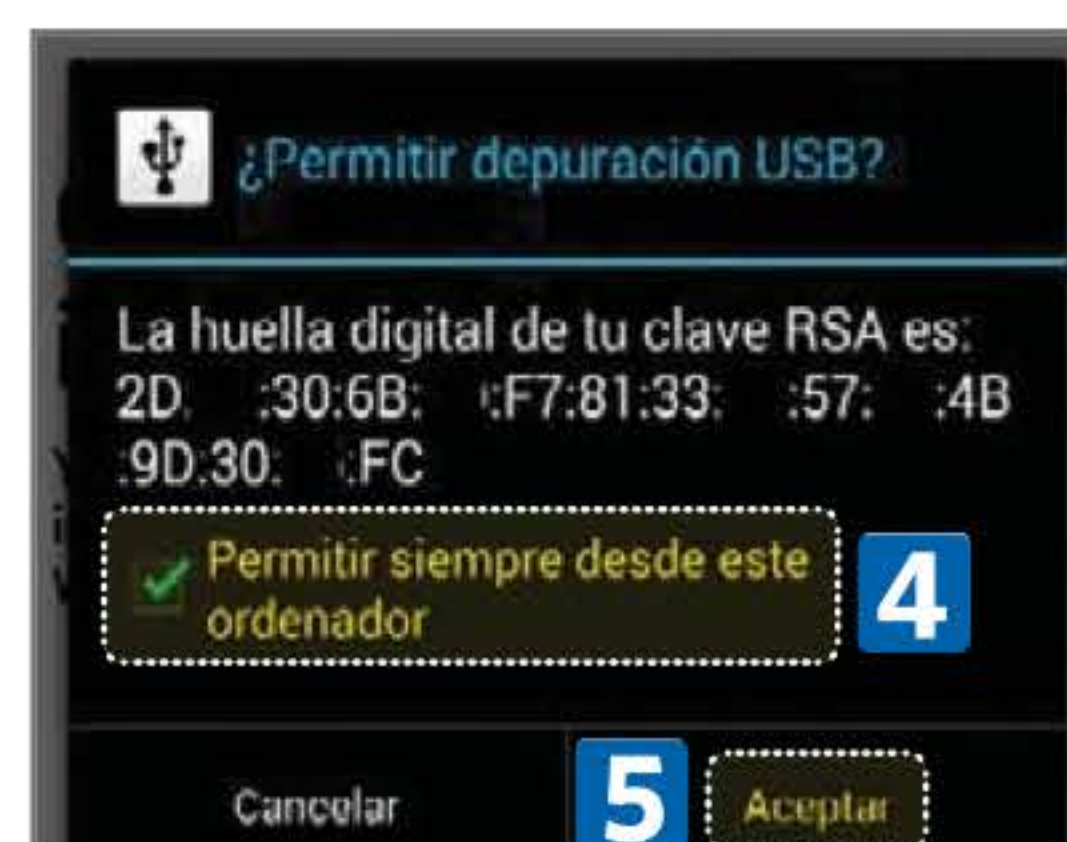 ¿Permitir depuración USB?
La huella digital de tu clave RSA es:
2D: :30:6B: :F7:81:33: :57: :4B
:9D:30: :FC
Permitir siempre desde este
ordenador
4
Cancelar
5
Aceptar